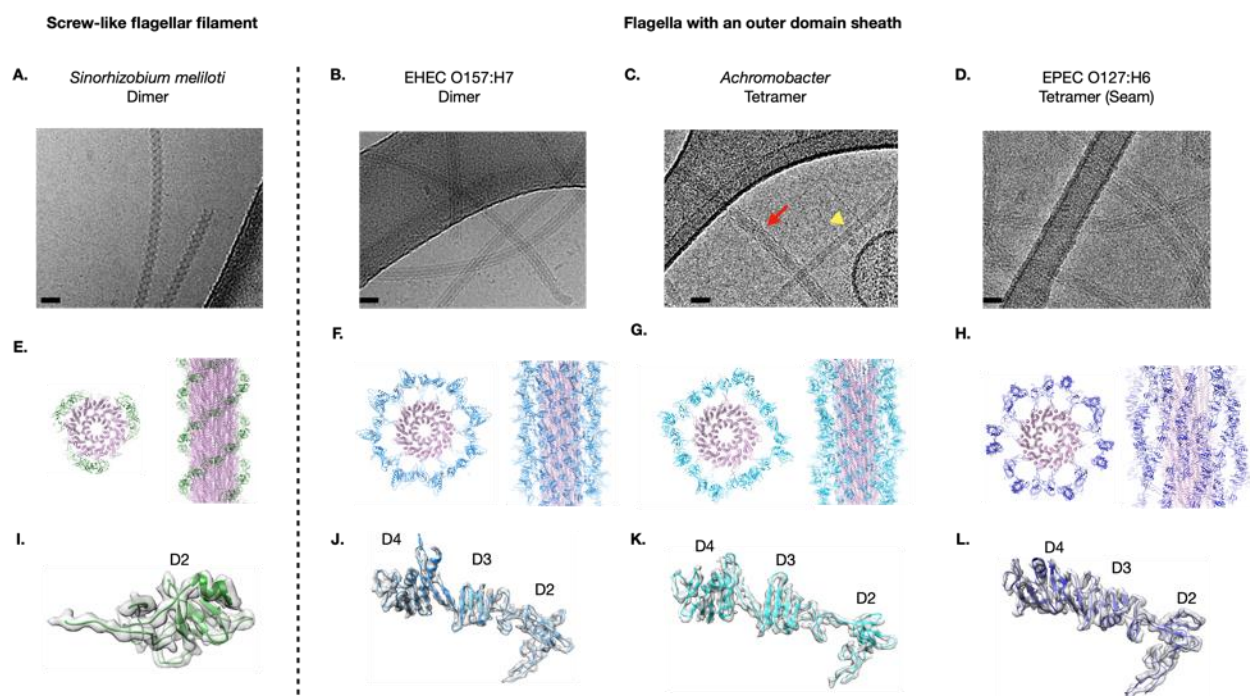 Screw-like flagellar filament
Flagella with an outer domain sheath
A.
Sinorhizobium meliloti
Dimer
B.
EHEC O157:H7
Dimer
C.
Achromobacter
Tetramer
D.
EPEC O127:H6
Tetramer (Seam)
E.
F.
G.
H.
I.
D2
J.
D4
D3
D2
K.
D4
D3
D2
L.
D4
D3
D2